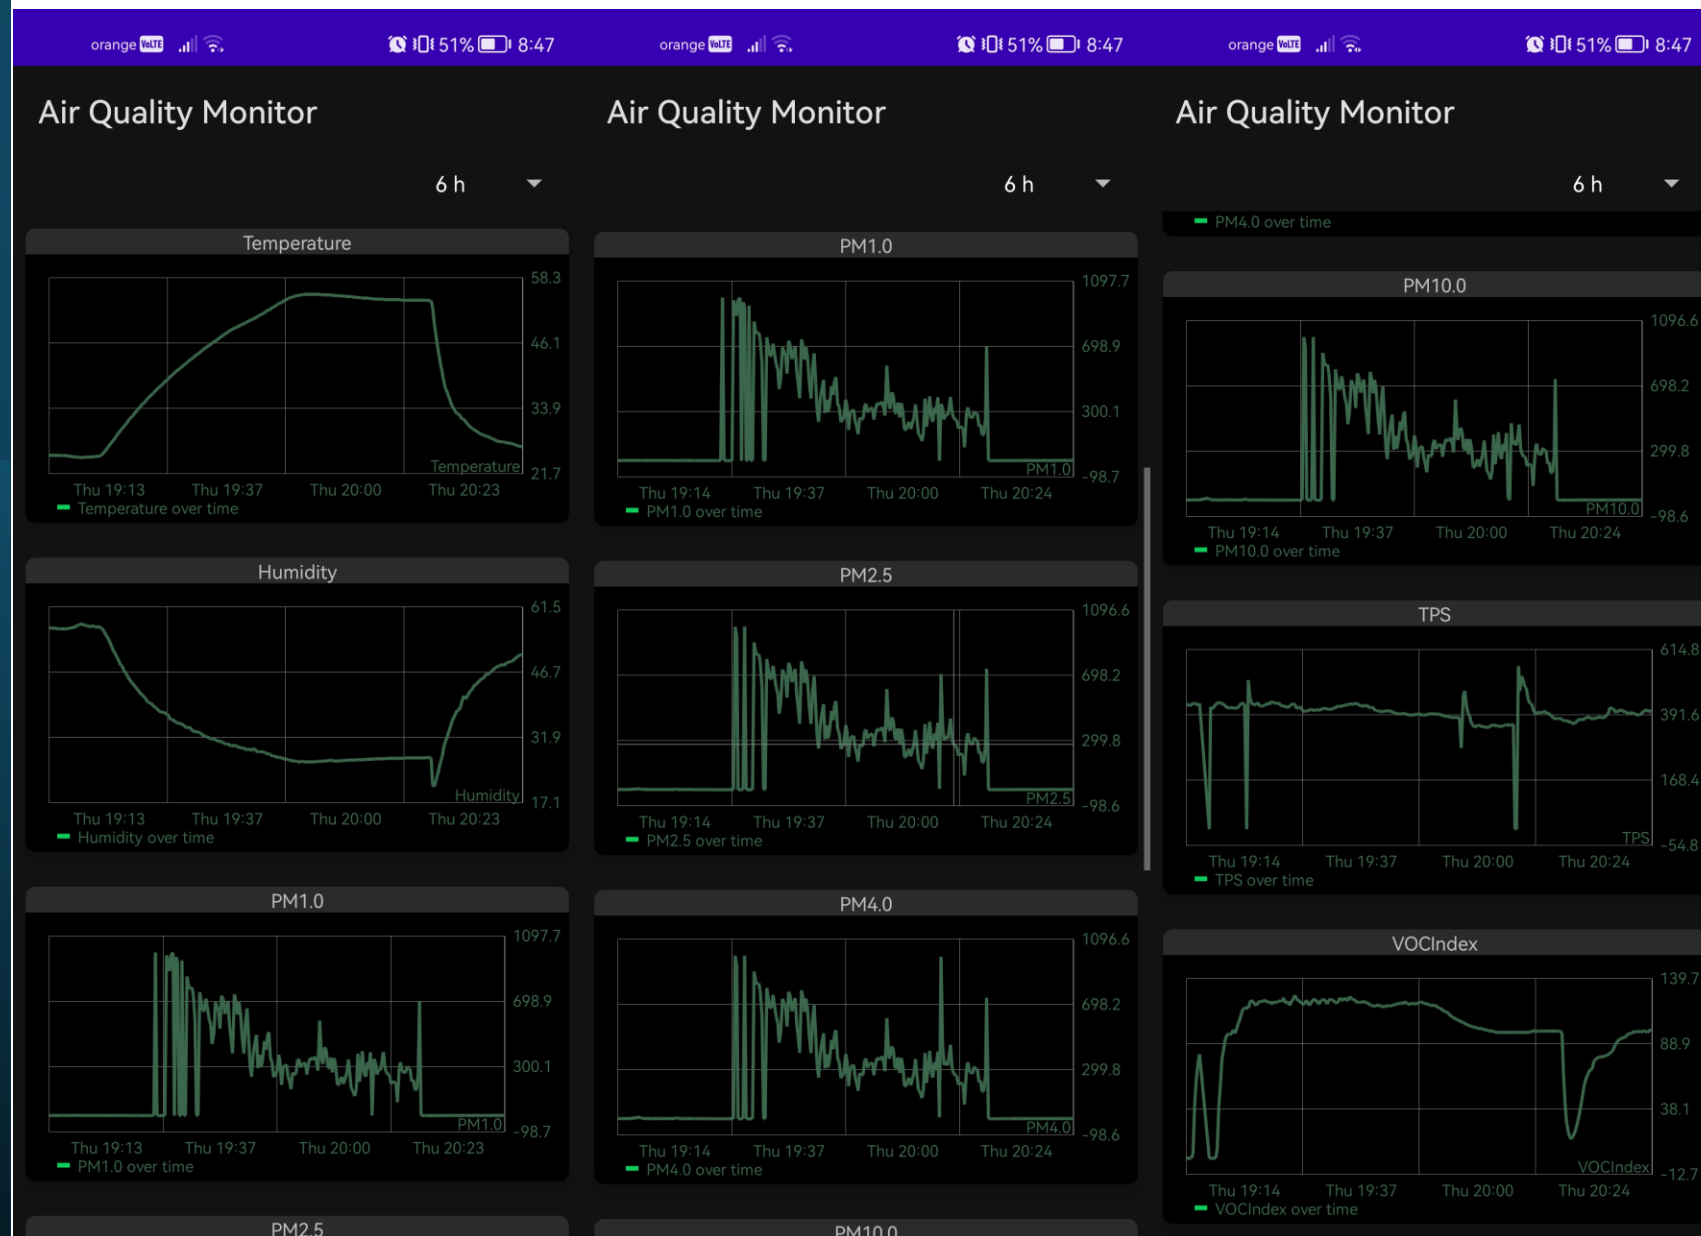 orange VoLTE 51% 8:47
Air Quality Monitor
6 h
Temperature
58.3
46.1
33.9
21.7
Temperature
Thu 19:13 Thu 19:37 Thu 20:00 Thu 20:23
Temperature over time
Humidity
61.5
46.7
31.9
17.1
Humidity
Thu 19:13 Thu 19:37 Thu 20:00 Thu 20:23
Humidity over time
PM1.0
1097.7
698.9
300.1
-98.7
PM1.0
Thu 19:13 Thu 19:37 Thu 20:00 Thu 20:23
PM1.0 over time
PM2.5
orange VoLTE 51% 8:47
Air Quality Monitor
6 h
PM1.0
1097.7
698.9
300.1
-98.7
PM1.0
Thu 19:14 Thu 19:37 Thu 20:00 Thu 20:24
PM1.0 over time
PM2.5
1096.6
698.2
299.8
-98.6
PM2.5
Thu 19:14 Thu 19:37 Thu 20:00 Thu 20:24
PM2.5 over time
PM4.0
1096.6
698.2
299.8
-98.6
PM4.0
Thu 19:14 Thu 19:37 Thu 20:00 Thu 20:24
PM4.0 over time
PM10.0
orange VoLTE 51% 8:47
Air Quality Monitor
6 h
PM4.0 over time
PM10.0
1096.6
698.2
299.8
-98.6
PM10.0
Thu 19:14 Thu 19:37 Thu 20:00 Thu 20:24
PM10.0 over time
TPS
614.8
391.6
168.4
-54.8
TPS
Thu 19:14 Thu 19:37 Thu 20:00 Thu 20:24
TPS over time
VOCIndex
139.7
88.9
38.1
-12.7
VOCIndex
Thu 19:14 Thu 19:37 Thu 20:00 Thu 20:24
VOCIndex over time